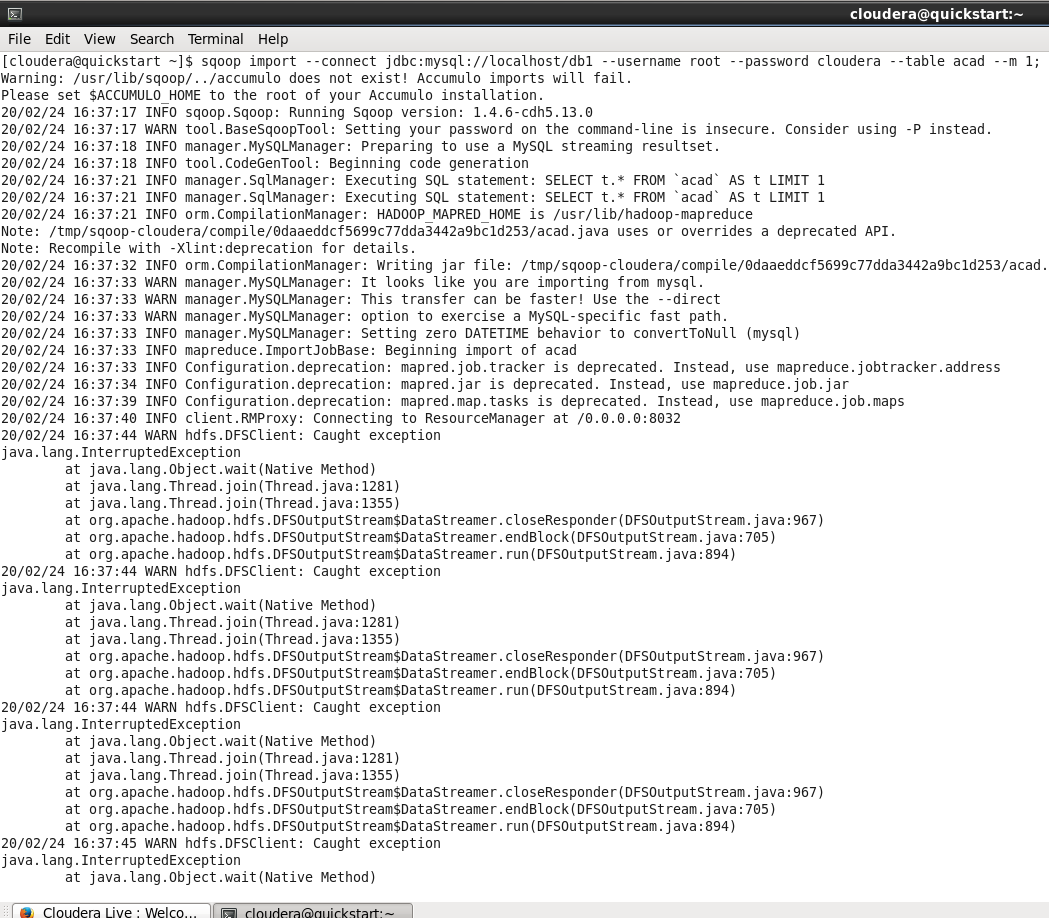 cloudera@quickstart:~
File Edit View Search Terminal Help
[cloudera@quickstart ~]$ sqoop import --connect jdbc:mysql://localhost/db1 --username root --password cloudera --table acad --m 1;
Warning: /usr/lib/sqoop/../accumulo does not exist! Accumulo imports will fail.
Please set $ACCUMULO_HOME to the root of your Accumulo installation.
20/02/24 16:37:17 INFO sqoop.Sqoop: Running Sqoop version: 1.4.6-cdh5.13.0
20/02/24 16:37:17 WARN tool.BaseSqoopTool: Setting your password on the command-line is insecure. Consider using -P instead.
20/02/24 16:37:18 INFO manager.MySQLManager: Preparing to use a MySQL streaming resultset.
20/02/24 16:37:18 INFO tool.CodeGenTool: Beginning code generation
20/02/24 16:37:21 INFO manager.SqlManager: Executing SQL statement: SELECT t.* FROM `acad` AS t LIMIT 1
20/02/24 16:37:21 INFO manager.SqlManager: Executing SQL statement: SELECT t.* FROM `acad` AS t LIMIT 1
20/02/24 16:37:21 INFO orm.CompilationManager: HADOOP_MAPRED_HOME is /usr/lib/hadoop-mapreduce
Note: /tmp/sqoop-cloudera/compile/0daaeddcf5699c77dda3442a9bc1d253/acad.java uses or overrides a deprecated API.
Note: Recompile with -Xlint:deprecation for details.
20/02/24 16:37:32 INFO orm.CompilationManager: Writing jar file: /tmp/sqoop-cloudera/compile/0daaeddcf5699c77dda3442a9bc1d253/acad.
20/02/24 16:37:33 WARN manager.MySQLManager: It looks like you are importing from mysql.
20/02/24 16:37:33 WARN manager.MySQLManager: This transfer can be faster! Use the --direct
20/02/24 16:37:33 WARN manager.MySQLManager: option to exercise a MySQL-specific fast path.
20/02/24 16:37:33 INFO manager.MySQLManager: Setting zero DATETIME behavior to convertToNull (mysql)
20/02/24 16:37:33 INFO mapreduce.ImportJobBase: Beginning import of acad
20/02/24 16:37:33 INFO Configuration.deprecation: mapred.job.tracker is deprecated. Instead, use mapreduce.jobtracker.address
20/02/24 16:37:34 INFO Configuration.deprecation: mapred.jar is deprecated. Instead, use mapreduce.job.jar
20/02/24 16:37:39 INFO Configuration.deprecation: mapred.map.tasks is deprecated. Instead, use mapreduce.job.maps
20/02/24 16:37:40 INFO client.RMProxy: Connecting to ResourceManager at /0.0.0.0:8032
20/02/24 16:37:44 WARN hdfs.DFSClient: Caught exception
java.lang.InterruptedException
at java.lang.Object.wait(Native Method)
at java.lang.Thread.join(Thread.java:1281)
at java.lang.Thread.join(Thread.java:1355)
at org.apache.hadoop.hdfs.DFSOutputStream$DataStreamer.closeResponder(DFSOutputStream.java:967)
at org.apache.hadoop.hdfs.DFSOutputStream$DataStreamer.endBlock(DFSOutputStream.java:705)
at org.apache.hadoop.hdfs.DFSOutputStream$DataStreamer.run(DFSOutputStream.java:894)
20/02/24 16:37:44 WARN hdfs.DFSClient: Caught exception
java.lang.InterruptedException
at java.lang.Object.wait(Native Method)
at java.lang.Thread.join(Thread.java:1281)
at java.lang.Thread.join(Thread.java:1355)
at org.apache.hadoop.hdfs.DFSOutputStream$DataStreamer.closeResponder(DFSOutputStream.java:967)
at org.apache.hadoop.hdfs.DFSOutputStream$DataStreamer.endBlock(DFSOutputStream.java:705)
at org.apache.hadoop.hdfs.DFSOutputStream$DataStreamer.run(DFSOutputStream.java:894)
20/02/24 16:37:44 WARN hdfs.DFSClient: Caught exception
java.lang.InterruptedException
at java.lang.Object.wait(Native Method)
at java.lang.Thread.join(Thread.java:1281)
at java.lang.Thread.join(Thread.java:1355)
at org.apache.hadoop.hdfs.DFSOutputStream$DataStreamer.closeResponder(DFSOutputStream.java:967)
at org.apache.hadoop.hdfs.DFSOutputStream$DataStreamer.endBlock(DFSOutputStream.java:705)
at org.apache.hadoop.hdfs.DFSOutputStream$DataStreamer.run(DFSOutputStream.java:894)
20/02/24 16:37:45 WARN hdfs.DFSClient: Caught exception
java.lang.InterruptedException
at java.lang.Object.wait(Native Method)
Cloudera Live : Welco... cloudera@quickstart:~